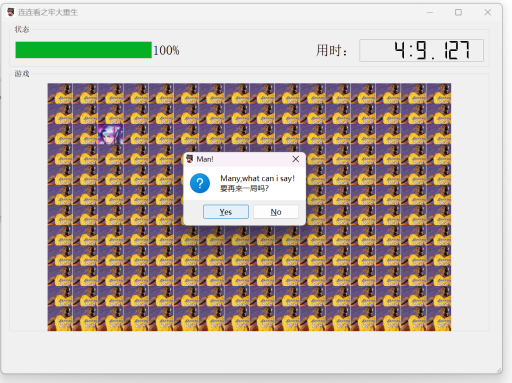 连连看之牢大重生
状态
100%
用时：
4:9.127
游戏
Man!
Many,what can i say!
要再来一局吗?
Yes
No